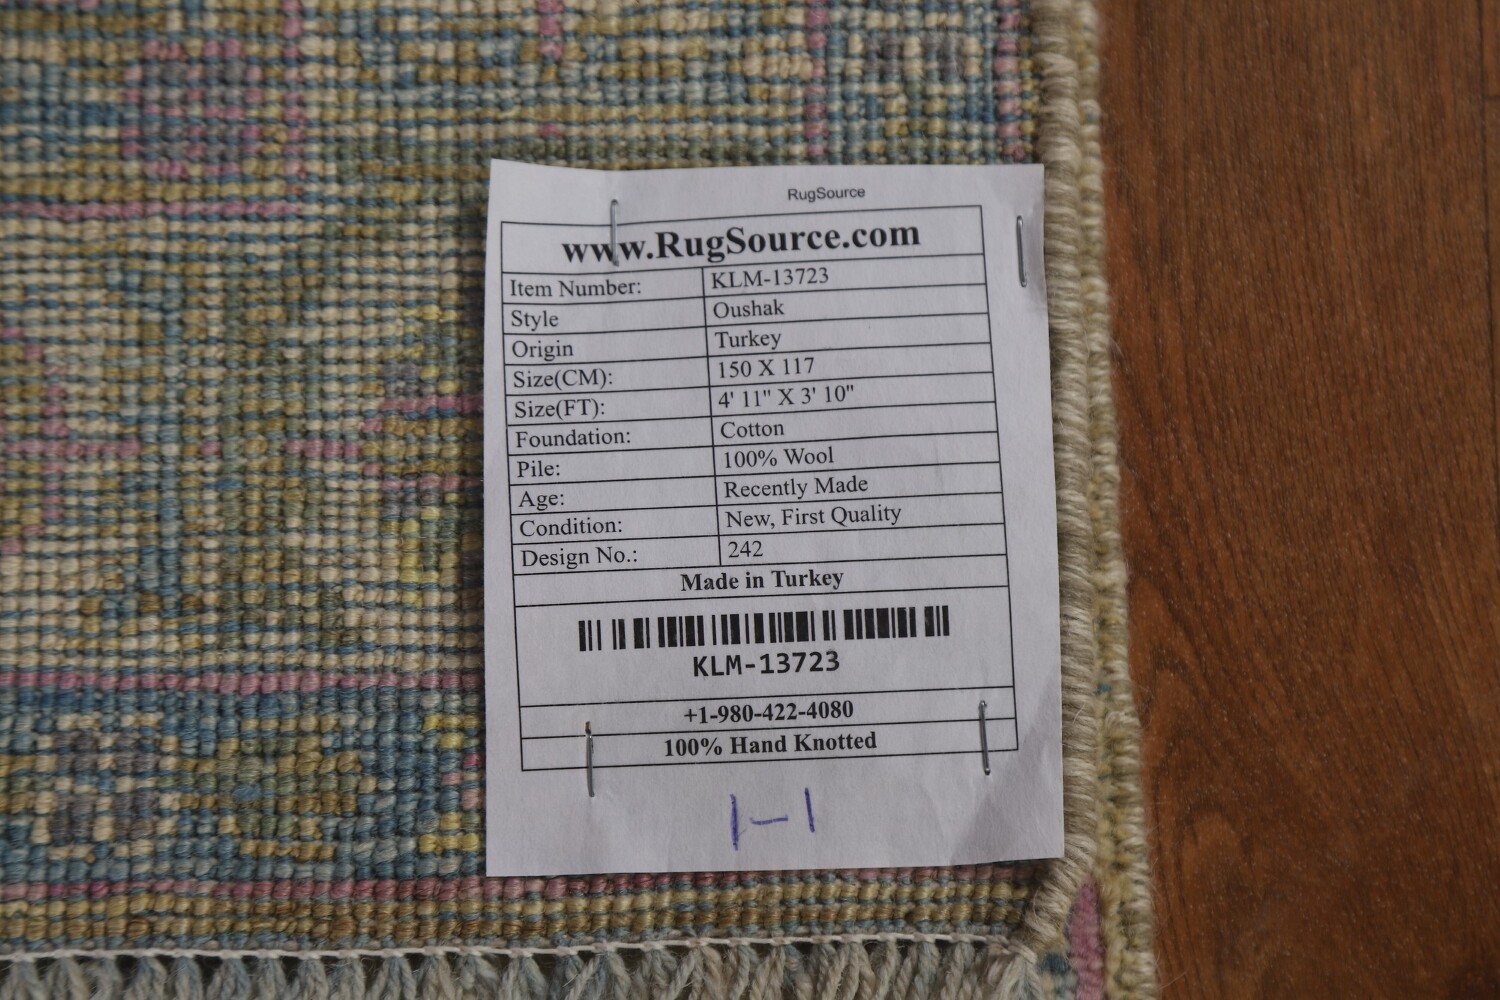 RugSource
www.RugSource.com
Item Number: KLM-13723
Style Oushak
Origin Turkey
Size(CM): 150 X 117
Size(FT): 4' 11" X 3' 10"
Foundation: Cotton
Pile: 100% Wool
Age: Recently Made
Condition: New, First Quality
Design No.: 242
Made in Turkey
KLM-13723
+1-980-422-4080
100% Hand Knotted
1-1